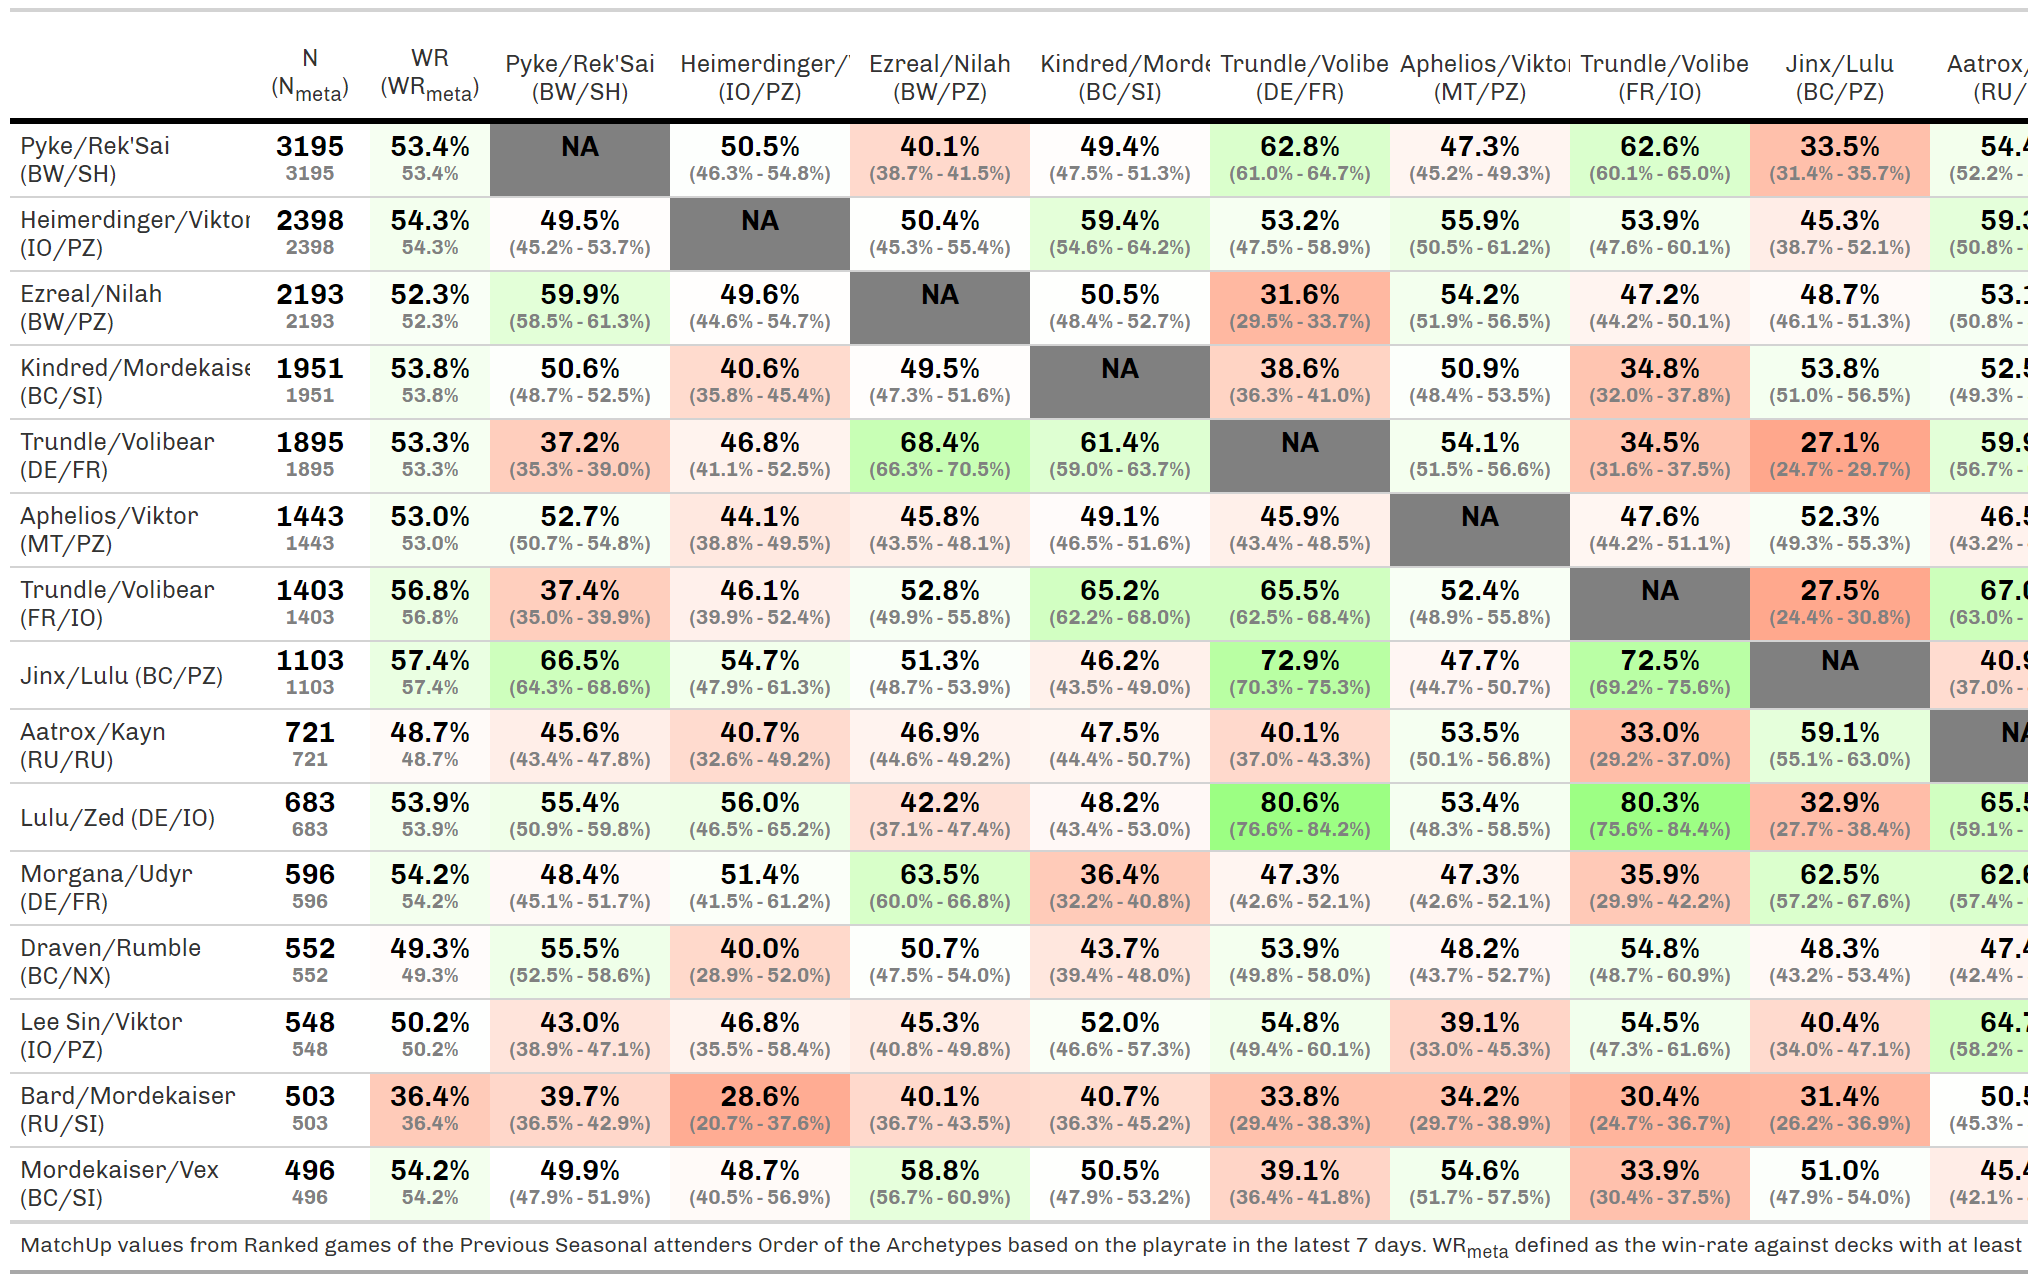 N WR Pyke/Rek'Sai Heimerdinger/ Ezreal/Nilah Kindred/Morde Trundle/Volibe Aphelios/Viktor Trundle/Volibe Jinx/Lulu Aatrox/
(Nmeta) (WRmeta) (BW/SH) (IO/PZ) (BW/PZ) (BC/SI) (DE/FR) (MT/PZ) (FR/IO) (BC/PZ) (RU/
Pyke/Rek'Sai 3195 53.4% NA 50.5% 40.1% 49.4% 62.8% 47.3% 62.6% 33.5% 54.4
(BW/SH) 3195 53.4% (46.3% - 54.8%) (38.7% - 41.5%) (47.5% - 51.3%) (61.0% - 64.7%) (45.2% - 49.3%) (60.1% - 65.0%) (31.4% - 35.7%) (52.2% -
Heimerdinger/Viktor 2398 54.3% 49.5% NA 50.4% 59.4% 53.2% 55.9% 53.9% 45.3% 59.3
(IO/PZ) 2398 54.3% (45.2% - 53.7%) (45.3% - 55.4%) (54.6% - 64.2%) (47.5% - 58.9%) (50.5% - 61.2%) (47.6% - 60.1%) (38.7% - 52.1%) (50.8% -
Ezreal/Nilah 2193 52.3% 59.9% 49.6% NA 50.5% 31.6% 54.2% 47.2% 48.7% 53.1
(BW/PZ) 2193 52.3% (58.5% - 61.3%) (44.6% - 54.7%) (48.4% - 52.7%) (29.5% - 33.7%) (51.9% - 56.5%) (44.2% - 50.1%) (46.1% - 51.3%) (50.8% -
Kindred/Mordekaise 1951 53.8% 50.6% 40.6% 49.5% NA 38.6% 50.9% 34.8% 53.8% 52.5
(BC/SI) 1951 53.8% (48.7% - 52.5%) (35.8% - 45.4%) (47.3% - 51.6%) (36.3% - 41.0%) (48.4% - 53.5%) (32.0% - 37.8%) (51.0% - 56.5%) (49.3% -
Trundle/Volibear 1895 53.3% 37.2% 46.8% 68.4% 61.4% NA 54.1% 34.5% 27.1% 59.9
(DE/FR) 1895 53.3% (35.3% - 39.0%) (41.1% - 52.5%) (66.3% - 70.5%) (59.0% - 63.7%) (51.5% - 56.6%) (31.6% - 37.5%) (24.7% - 29.7%) (56.7% -
Aphelios/Viktor 1443 53.0% 52.7% 44.1% 45.8% 49.1% 45.9% NA 47.6% 52.3% 46.5
(MT/PZ) 1443 53.0% (50.7% - 54.8%) (38.8% - 49.5%) (43.5% - 48.1%) (46.5% - 51.6%) (43.4% - 48.5%) (44.2% - 51.1%) (49.3% - 55.3%) (43.2% -
Trundle/Volibear 1403 56.8% 37.4% 46.1% 52.8% 65.2% 65.5% 52.4% NA 27.5% 67.0
(FR/IO) 1403 56.8% (35.0% - 39.9%) (39.9% - 52.4%) (49.9% - 55.8%) (62.2% - 68.0%) (62.5% - 68.4%) (48.9% - 55.8%) (24.4% - 30.8%) (63.0% -
Jinx/Lulu (BC/PZ) 1103 57.4% 66.5% 54.7% 51.3% 46.2% 72.9% 47.7% 72.5% NA 40.9
1103 57.4% (64.3% - 68.6%) (47.9% - 61.3%) (48.7% - 53.9%) (43.5% - 49.0%) (70.3% - 75.3%) (44.7% - 50.7%) (69.2% - 75.6%) (37.0% -
Aatrox/Kayn 721 48.7% 45.6% 40.7% 46.9% 47.5% 40.1% 53.5% 33.0% 59.1% NA
(RU/RU) 721 48.7% (43.4% - 47.8%) (32.6% - 49.2%) (44.6% - 49.2%) (44.4% - 50.7%) (37.0% - 43.3%) (50.1% - 56.8%) (29.2% - 37.0%) (55.1% - 63.0%)
Lulu/Zed (DE/IO) 683 53.9% 55.4% 56.0% 42.2% 48.2% 80.6% 53.4% 80.3% 32.9% 65.5
683 53.9% (50.9% - 59.8%) (46.5% - 65.2%) (37.1% - 47.4%) (43.4% - 53.0%) (76.6% - 84.2%) (48.3% - 58.5%) (75.6% - 84.4%) (27.7% - 38.4%) (59.1% -
Morgana/Udyr 596 54.2% 48.4% 51.4% 63.5% 36.4% 47.3% 47.3% 35.9% 62.5% 62.6
(DE/FR) 596 54.2% (45.1% - 51.7%) (41.5% - 61.2%) (60.0% - 66.8%) (32.2% - 40.8%) (42.6% - 52.1%) (42.6% - 52.1%) (29.9% - 42.2%) (57.2% - 67.6%) (57.4% -
Draven/Rumble 552 49.3% 55.5% 40.0% 50.7% 43.7% 53.9% 48.2% 54.8% 48.3% 47.4
(BC/NX) 552 49.3% (52.5% - 58.6%) (28.9% - 52.0%) (47.5% - 54.0%) (39.4% - 48.0%) (49.8% - 58.0%) (43.7% - 52.7%) (48.7% - 60.9%) (43.2% - 53.4%) (42.4% -
Lee Sin/Viktor 548 50.2% 43.0% 46.8% 45.3% 52.0% 54.8% 39.1% 54.5% 40.4% 64.7
(IO/PZ) 548 50.2% (38.9% - 47.1%) (35.5% - 58.4%) (40.8% - 49.8%) (46.6% - 57.3%) (49.4% - 60.1%) (33.0% - 45.3%) (47.3% - 61.6%) (34.0% - 47.1%) (58.2% -
Bard/Mordekaiser 503 36.4% 39.7% 28.6% 40.1% 40.7% 33.8% 34.2% 30.4% 31.4% 50.5
(RU/SI) 503 36.4% (36.5% - 42.9%) (20.7% - 37.6%) (36.7% - 43.5%) (36.3% - 45.2%) (29.4% - 38.3%) (29.7% - 38.9%) (24.7% - 36.7%) (26.2% - 36.9%) (45.3% -
Mordekaiser/Vex 496 54.2% 49.9% 48.7% 58.8% 50.5% 39.1% 54.6% 33.9% 51.0% 45.4
(BC/SI) 496 54.2% (47.9% - 51.9%) (40.5% - 56.9%) (56.7% - 60.9%) (47.9% - 53.2%) (36.4% - 41.8%) (51.7% - 57.5%) (30.4% - 37.5%) (47.9% - 54.0%) (42.1% -
MatchUp values from Ranked games of the Previous Seasonal attenders Order of the Archetypes based on the playrate in the latest 7 days. WRmeta defined as the win-rate against decks with at least